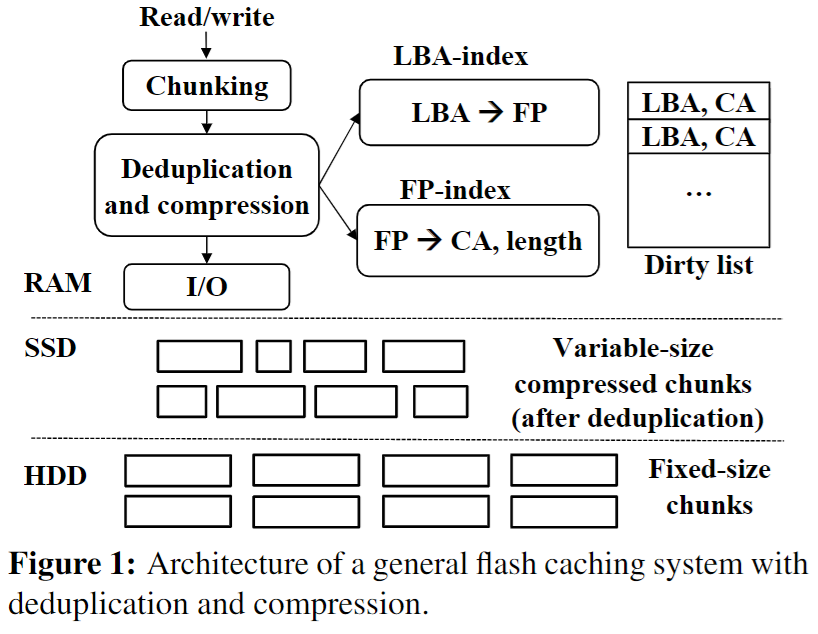 Read/write
Chunking
Deduplication
and compression
I/O
RAM
LBA-index
LBA → FP
FP-index
FP → CA, length
LBA, CA
LBA, CA
...
Dirty list
SSD
Variable-size
compressed chunks
(after deduplication)
HDD
Fixed-size
chunks
Figure 1: Architecture of a general flash caching system with
deduplication and compression.